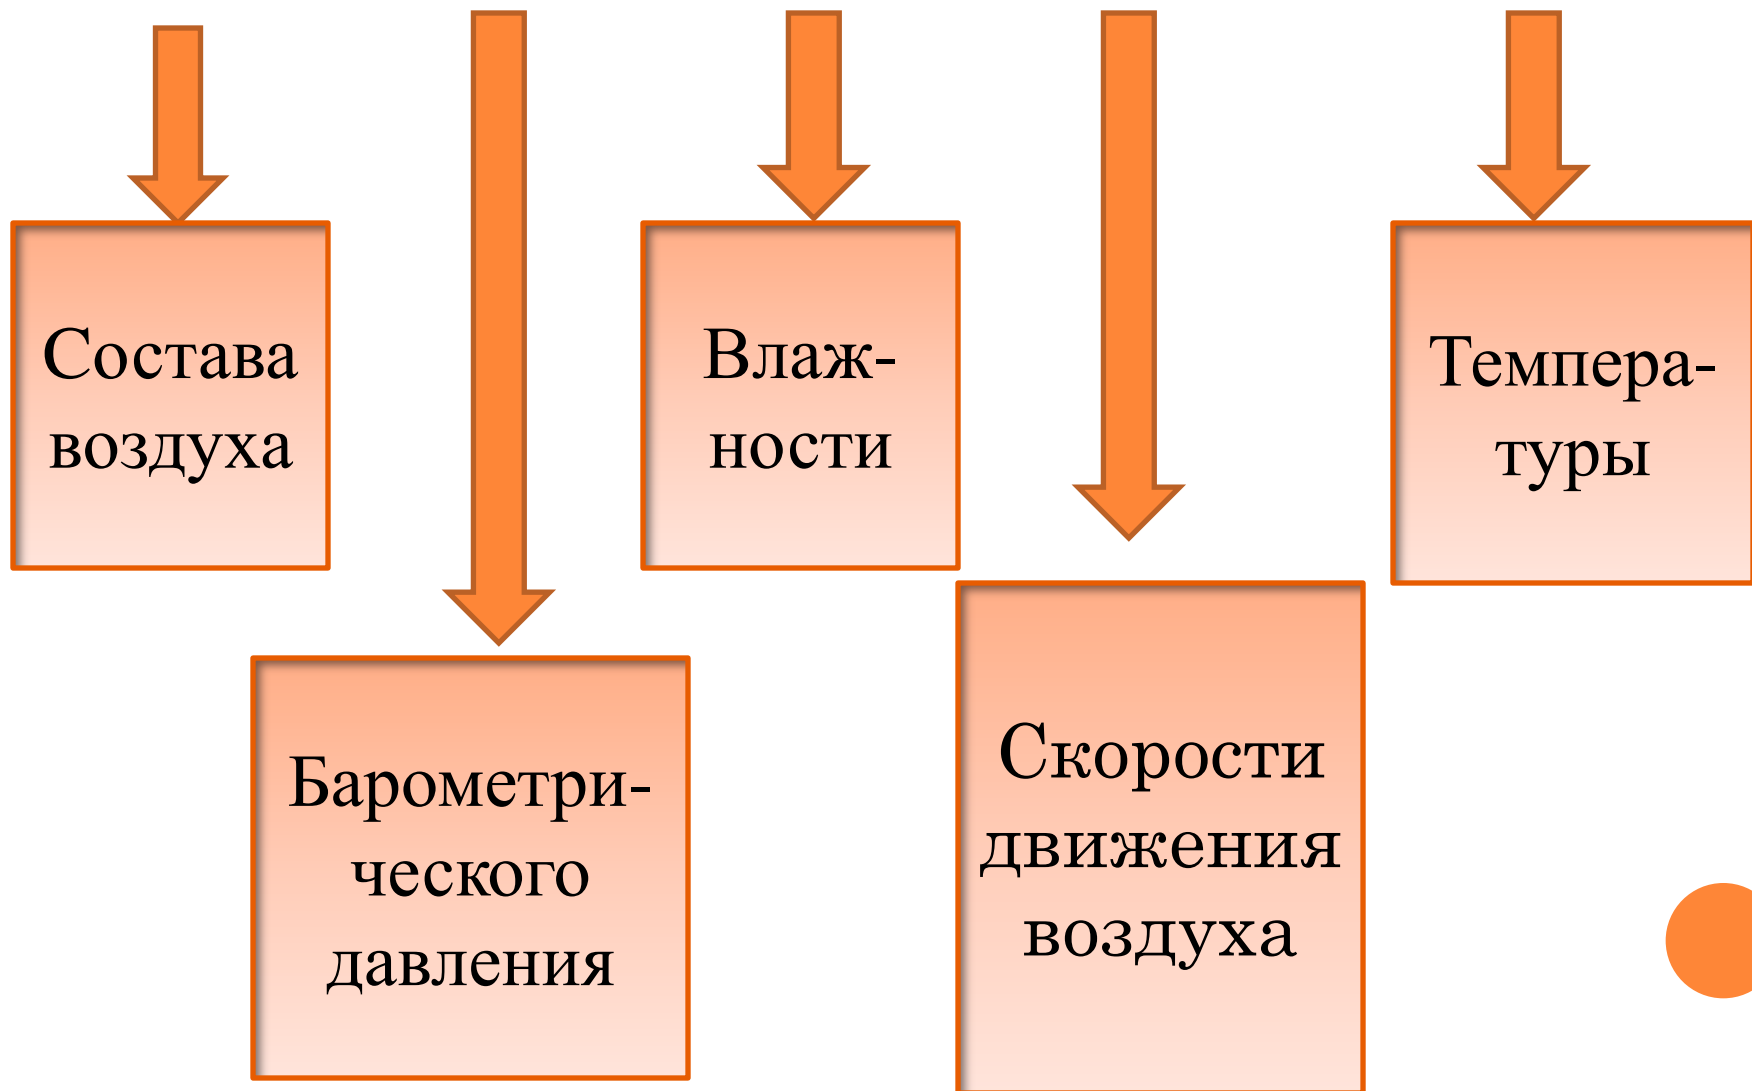 Состава
воздуха
Влаж-
ности
Темпера-
туры
Барометри-
ческого
давления
Скорости
движения
воздуха